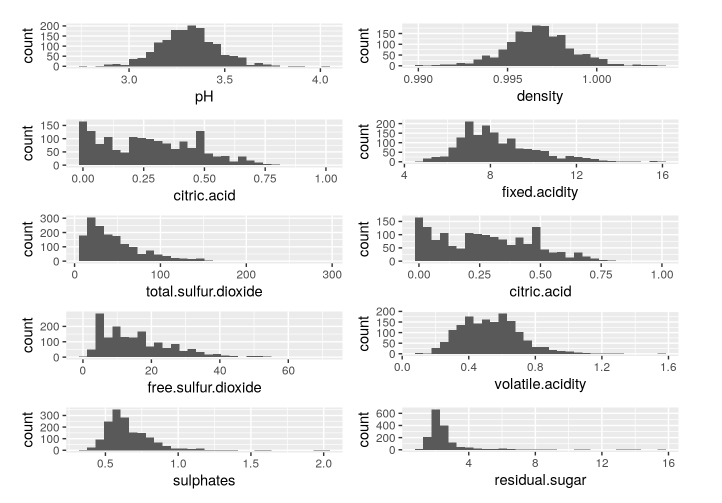 count
200
150
100
50
0
3.0 3.5 4.0
pH
count
150
100
50
0
0.990 0.995 1.000
density
count
150
100
50
0
0.00 0.25 0.50 0.75 1.00
citric.acid
count
200
150
100
50
0
4 8 12 16
fixed.acidity
count
300
200
100
0
0 100 200 300
total.sulfur.dioxide
count
150
100
50
0
0.00 0.25 0.50 0.75 1.00
citric.acid
count
200
100
0
0 20 40 60
free.sulfur.dioxide
count
200
150
100
50
0
0.0 0.4 0.8 1.2 1.6
volatile.acidity
count
300
200
100
0
0.5 1.0 1.5 2.0
sulphates
count
600
400
200
0
4 8 12 16
residual.sugar